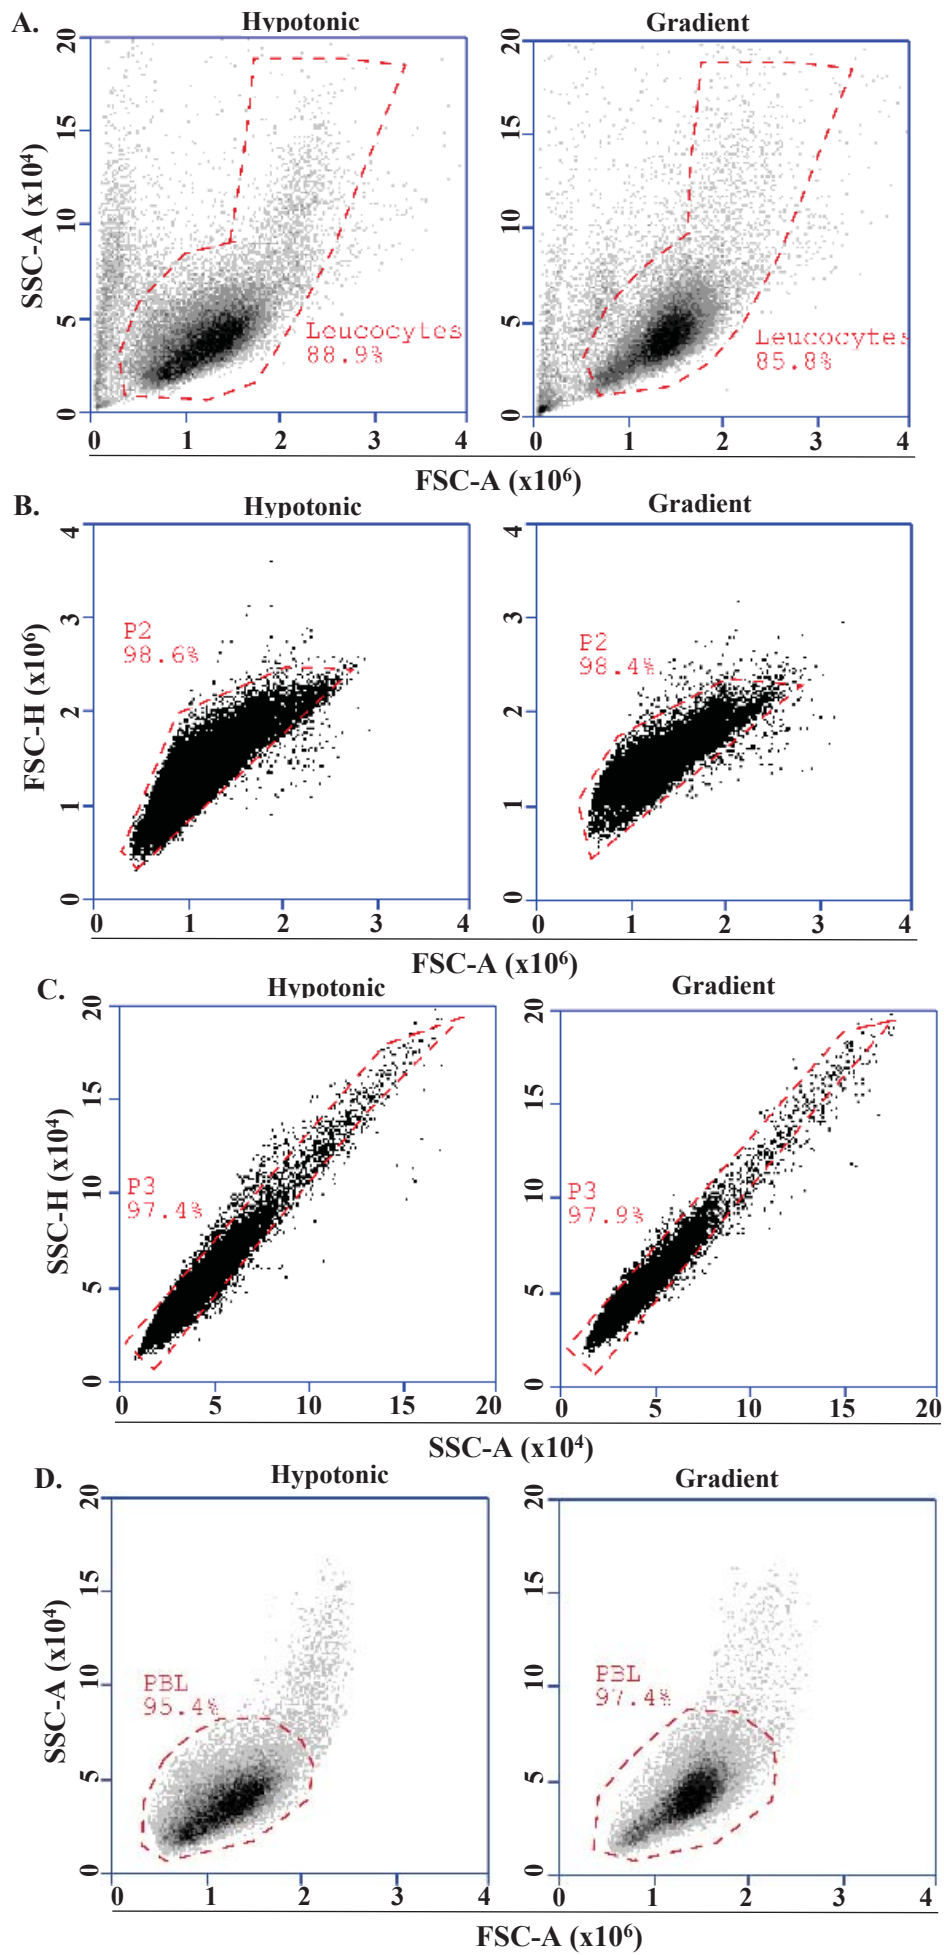 A.
Hypotonic
Gradient
SSC-A (x10⁴)
20
15
10
5
0
Leucocytes
88.9%
0 1 2 3 4
20
15
10
5
0
Leucocytes
85.8%
0 1 2 3 4
FSC-A (x10⁶)
B.
Hypotonic
Gradient
FSC-H (x10⁶)
4
3
2
1
0
P2
98.6%
0 1 2 3 4
4
3
2
1
0
P2
98.4%
0 1 2 3 4
FSC-A (x10⁶)
C.
Hypotonic
Gradient
SSC-H (x10⁴)
20
15
10
5
0
P3
97.4%
0 5 10 15 20
20
15
10
5
0
P3
97.9%
0 5 10 15 20
SSC-A (x10⁴)
D.
Hypotonic
Gradient
SSC-A (x10⁴)
20
15
10
5
0
PBL
95.4%
0 1 2 3 4
20
15
10
5
0
PBL
97.4%
0 1 2 3 4
FSC-A (x10⁶)